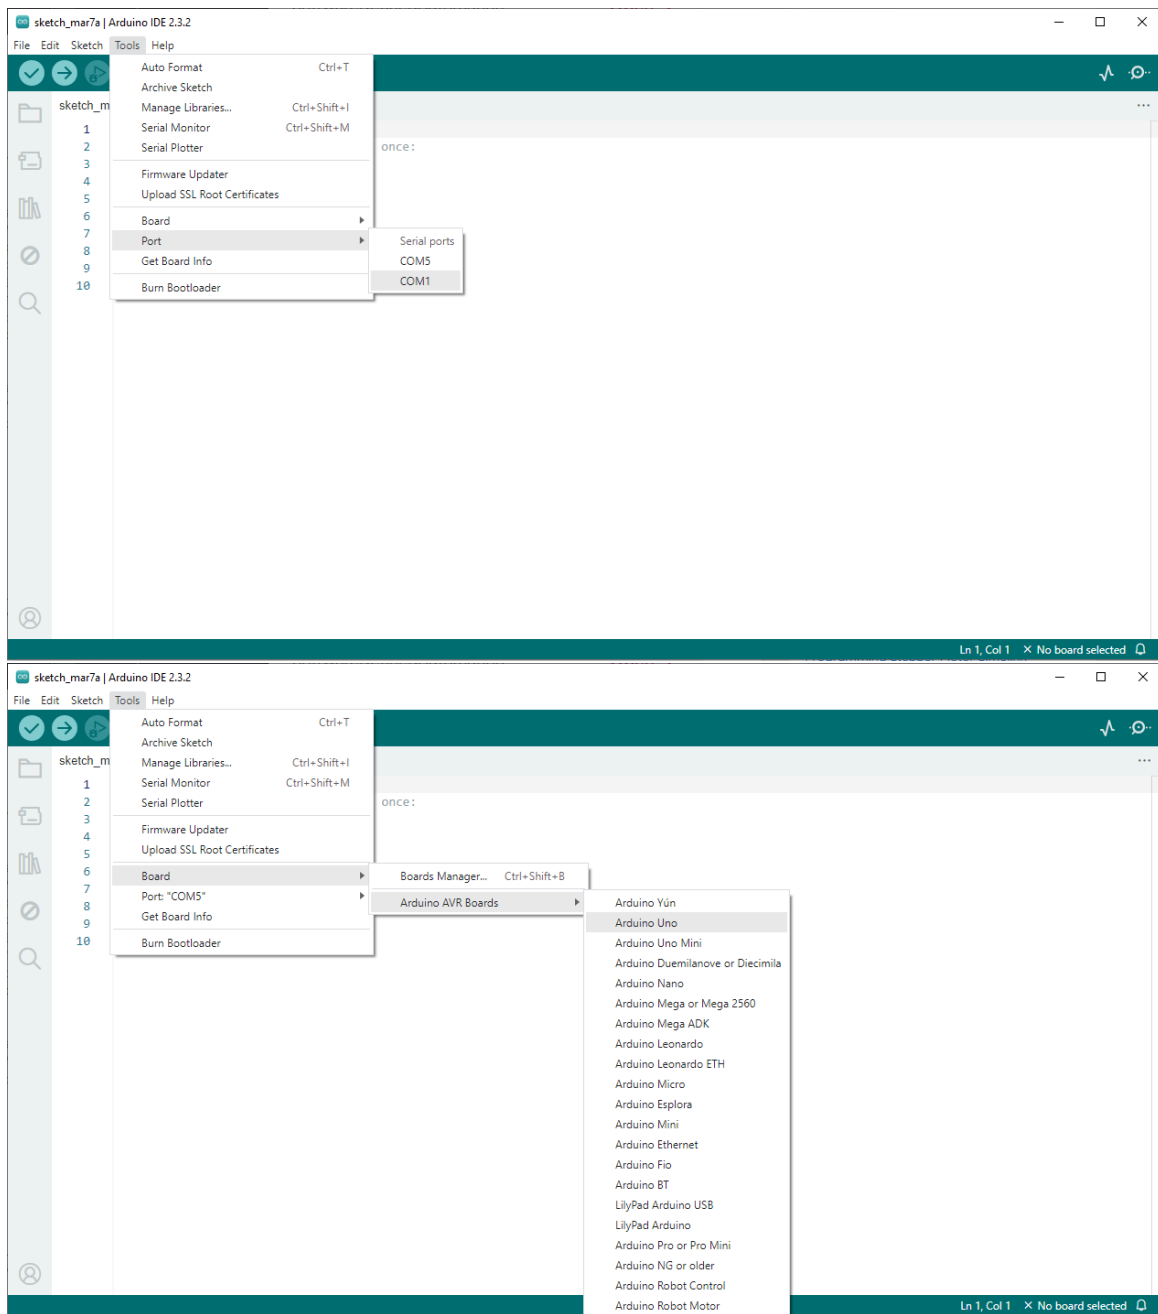 sketch_mar7a | Arduino IDE 2.3.2
File Edit Sketch Tools Help
Auto Format Ctrl+T
Archive Sketch
sketch_m
Manage Libraries... Ctrl+Shift+I
1
Serial Monitor Ctrl+Shift+M
2
Serial Plotter
once:
3
Firmware Updater
4
Upload SSL Root Certificates
5
6
Board
7
Port
Serial ports
8
Get Board Info
COM5
9
COM1
10
Burn Bootloader
Ln 1, Col 1 × No board selected
sketch_mar7a | Arduino IDE 2.3.2
File Edit Sketch Tools Help
Auto Format Ctrl+T
Archive Sketch
sketch_m
Manage Libraries... Ctrl+Shift+I
1
Serial Monitor Ctrl+Shift+M
2
Serial Plotter
once:
3
Firmware Updater
4
Upload SSL Root Certificates
5
6
Board
Boards Manager... Ctrl+Shift+B
7
Port: "COM5"
Arduino AVR Boards
8
Get Board Info
9
10
Burn Bootloader
Arduino Yún
Arduino Uno
Arduino Uno Mini
Arduino Duemilanove or Diecimila
Arduino Nano
Arduino Mega or Mega 2560
Arduino Mega ADK
Arduino Leonardo
Arduino Leonardo ETH
Arduino Micro
Arduino Esplora
Arduino Mini
Arduino Ethernet
Arduino Fio
Arduino BT
LilyPad Arduino USB
LilyPad Arduino
Arduino Pro or Pro Mini
Arduino NG or older
Arduino Robot Control
Arduino Robot Motor
Ln 1, Col 1 × No board selected